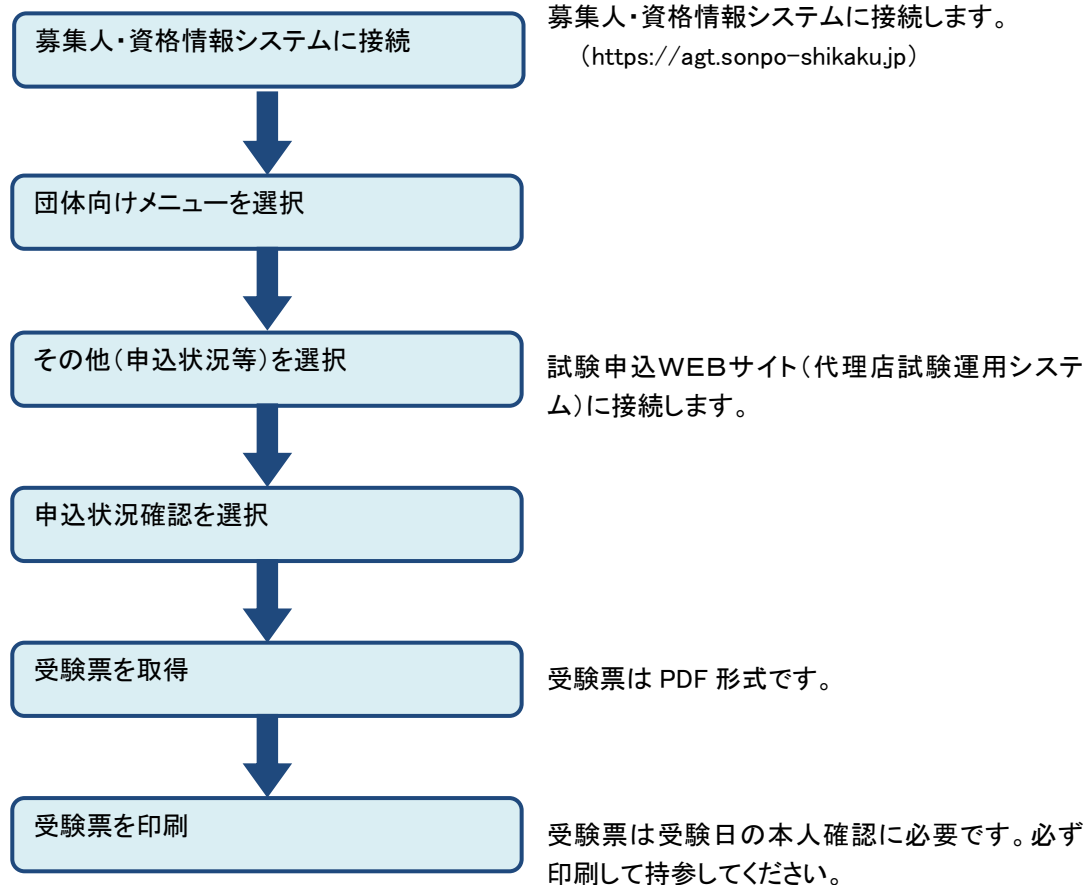 募集人・資格情報システムに接続
募集人・資格情報システムに接続します。
（https://agt.sonpo-shikaku.jp）
団体向けメニューを選択
その他（申込状況等）を選択
試験申込ＷＥＢサイト（代理店試験運用システ
ム）に接続します。
申込状況確認を選択
受験票を取得
受験票は PDF 形式です。
受験票を印刷
受験票は受験日の本人確認に必要です。必ず
印刷して持参してください。